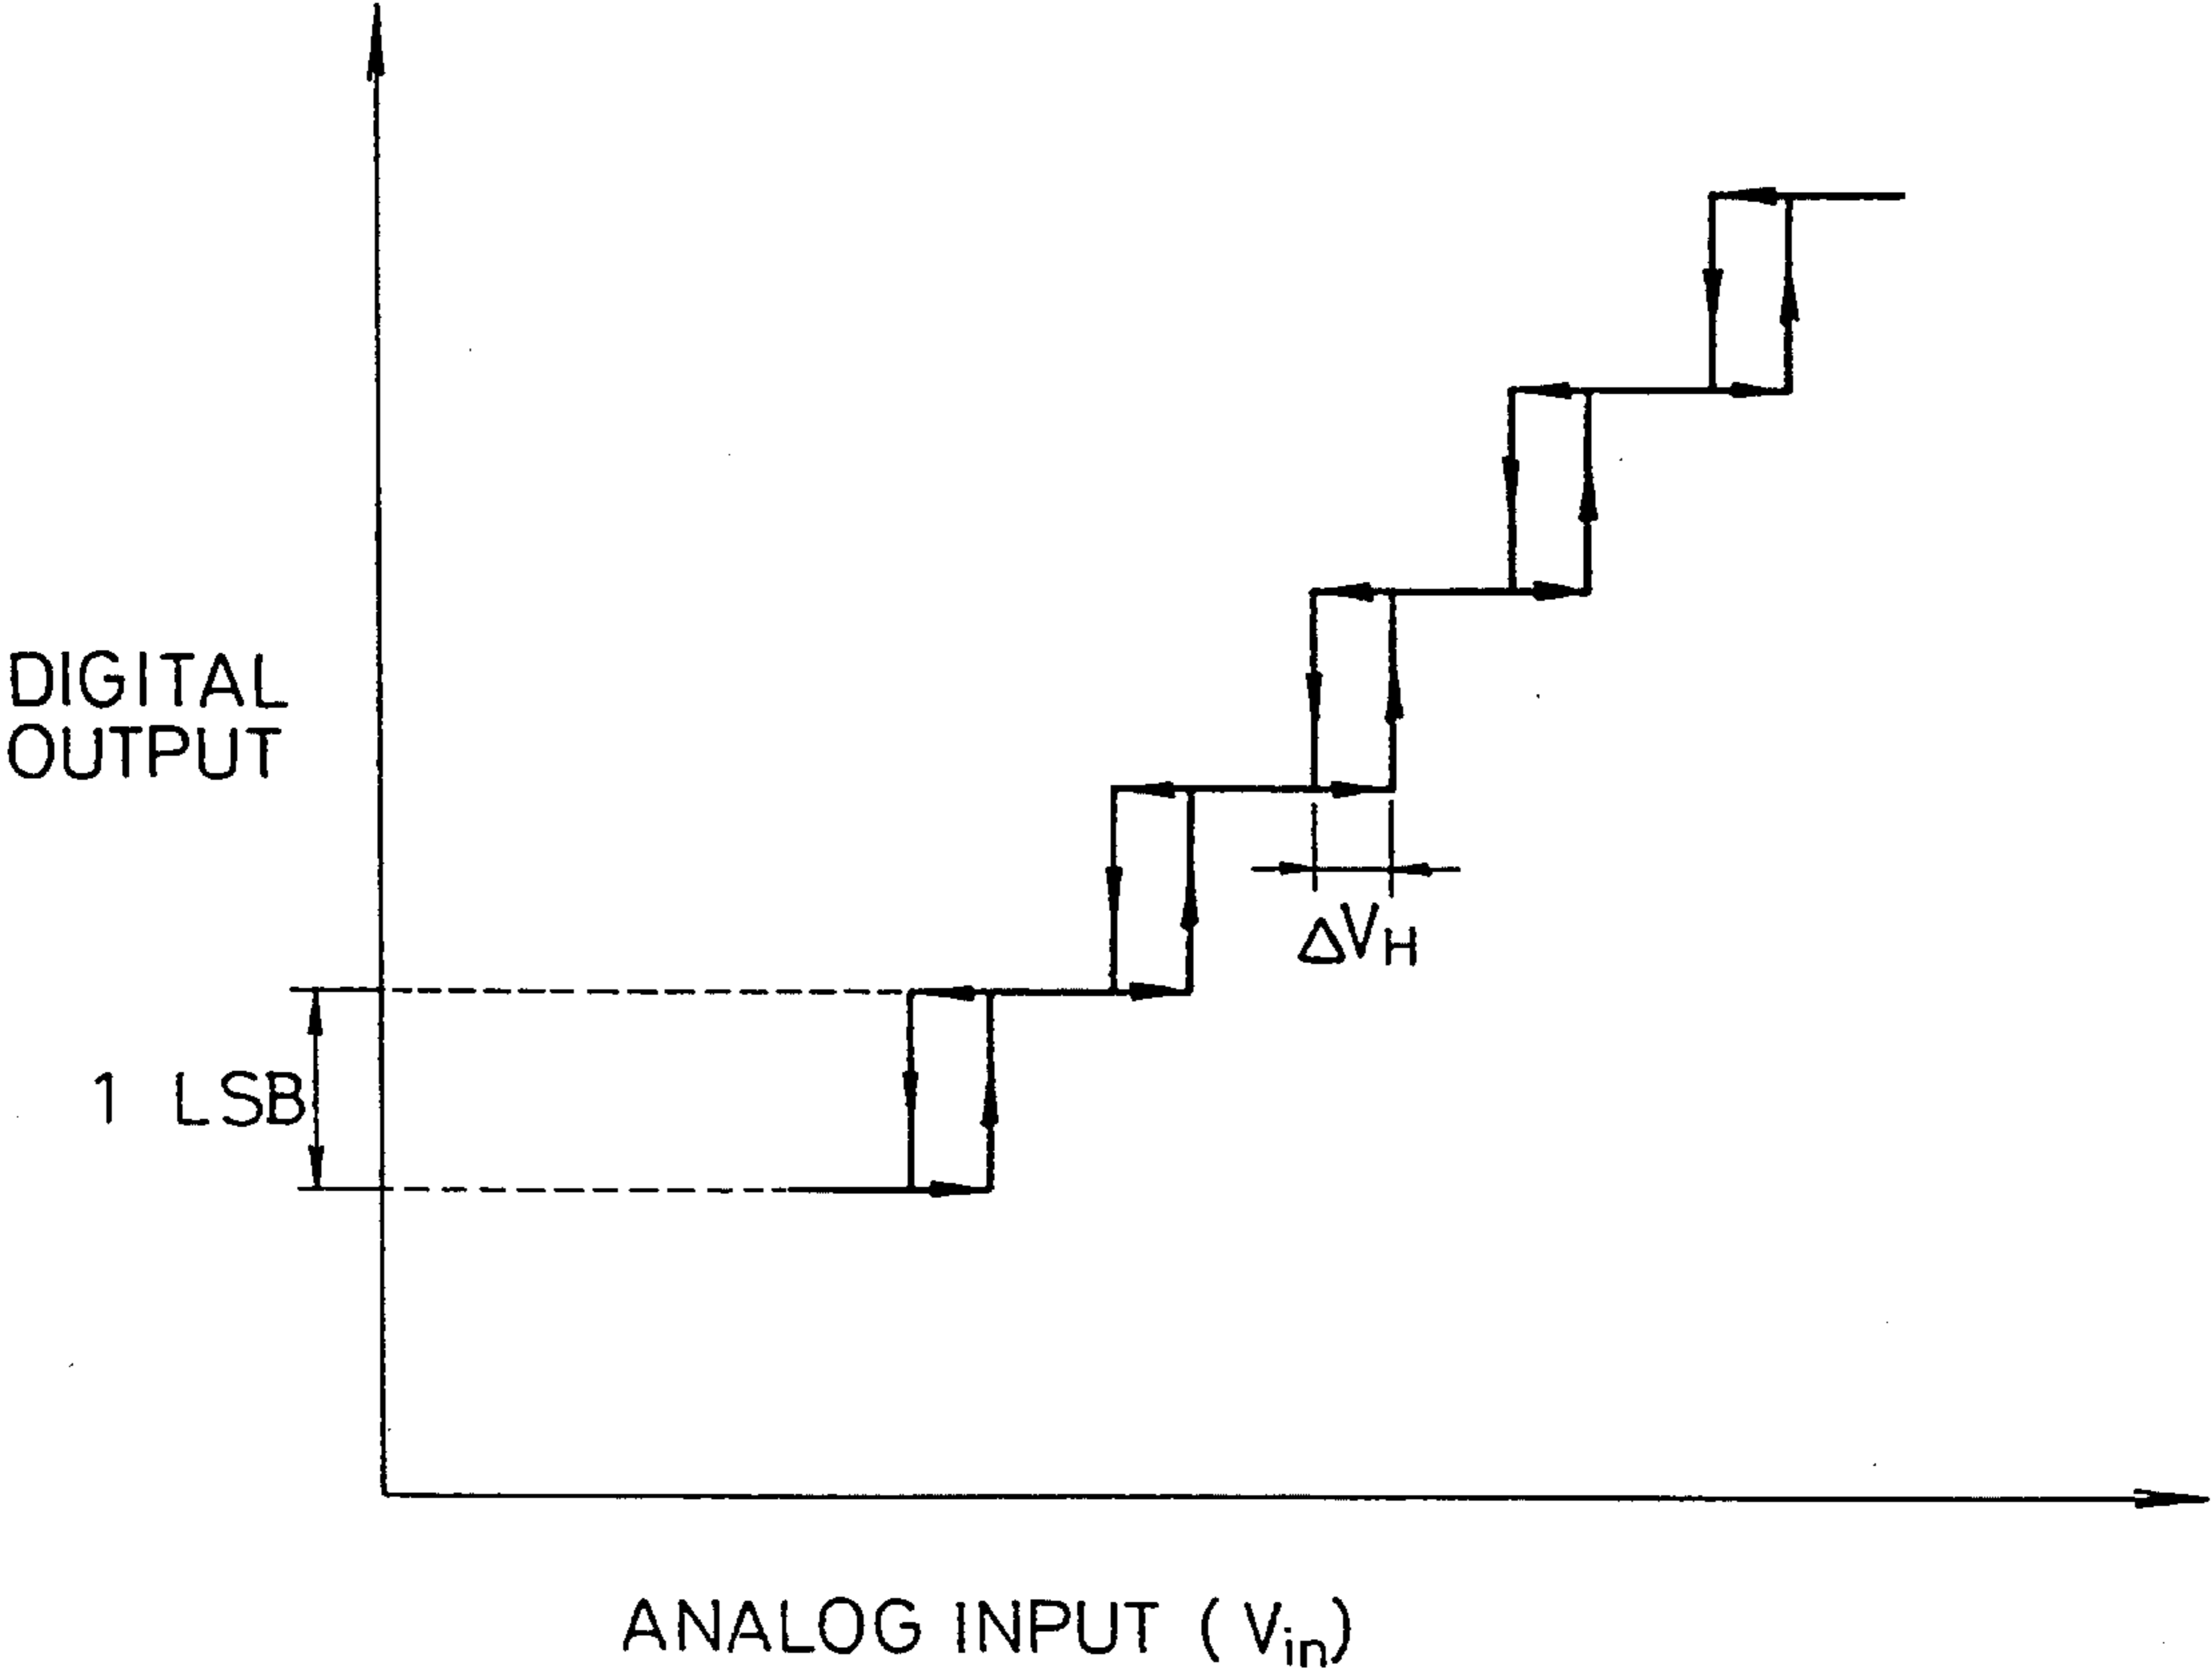 DIGITAL
OUTPUT
ΔVH
1 LSB
ANALOG INPUT (Vin)